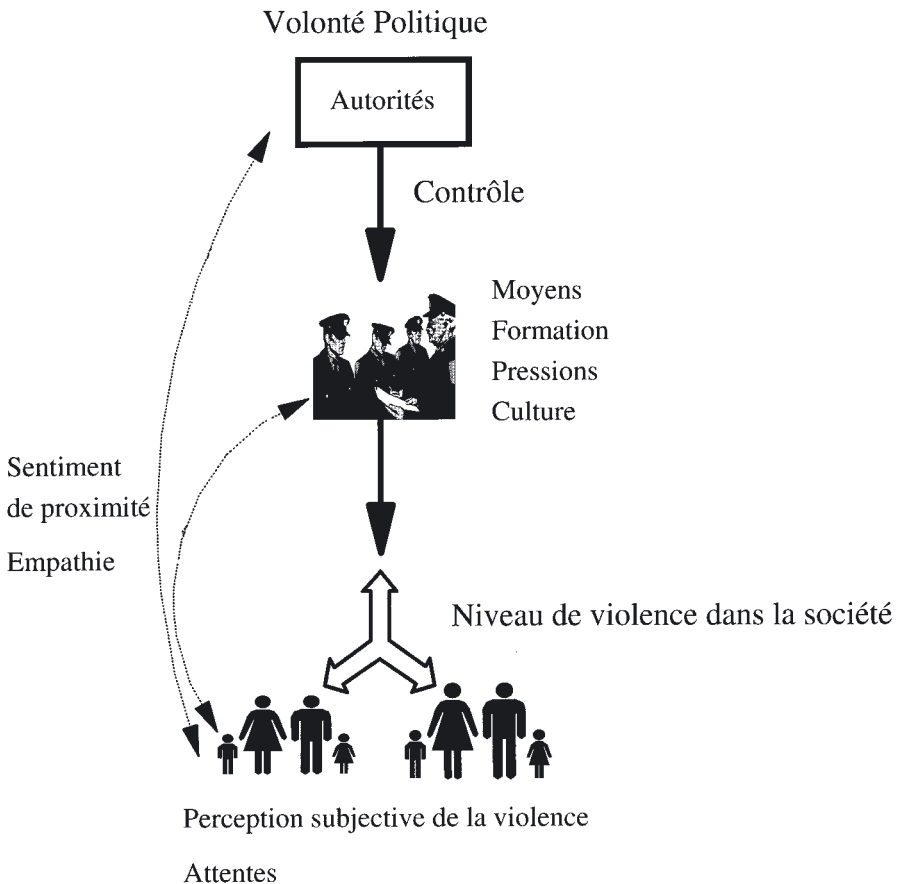 Volonté Politique
Autorités
Contrôle
Moyens
Formation
Pressions
Culture
Sentiment
de proximité
Empathie
Niveau de violence dans la société
Perception subjective de la violence
Attentes